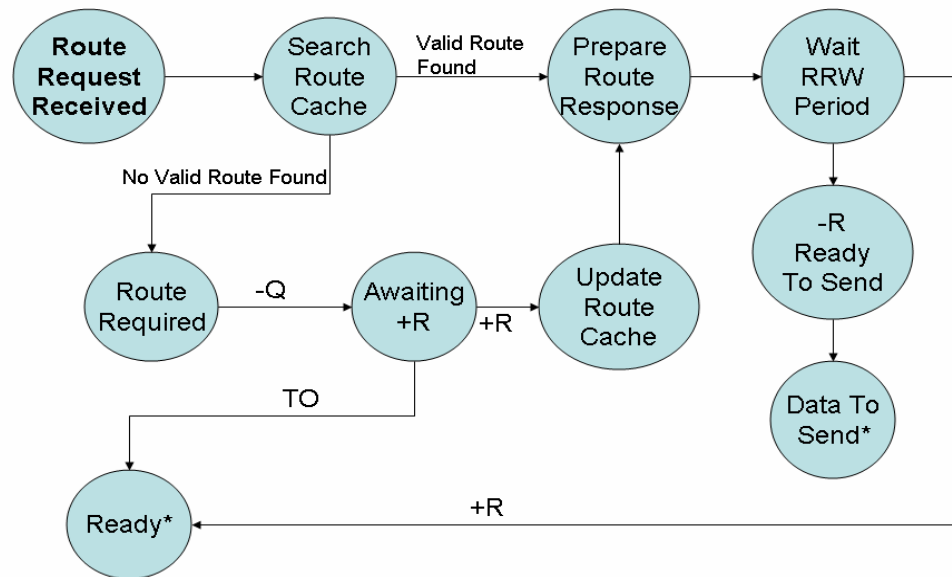 Route
Request
Received
Search
Route
Cache
Valid Route
Found
Prepare
Route
Response
Wait
RRW
Period
No Valid Route Found
-R
Ready
To Send
Route
Required
-Q
Awaiting
+R
+R
Update
Route
Cache
TO
Data To
Send*
Ready*
+R